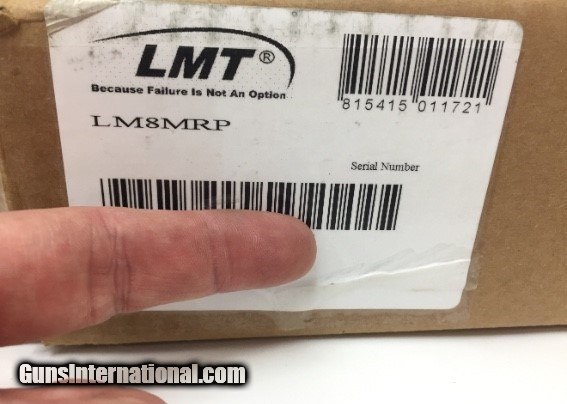 LMT®
Because Failure Is Not An Option
815415 011721
LM8MRP
Serial Number
GunsInternational.com